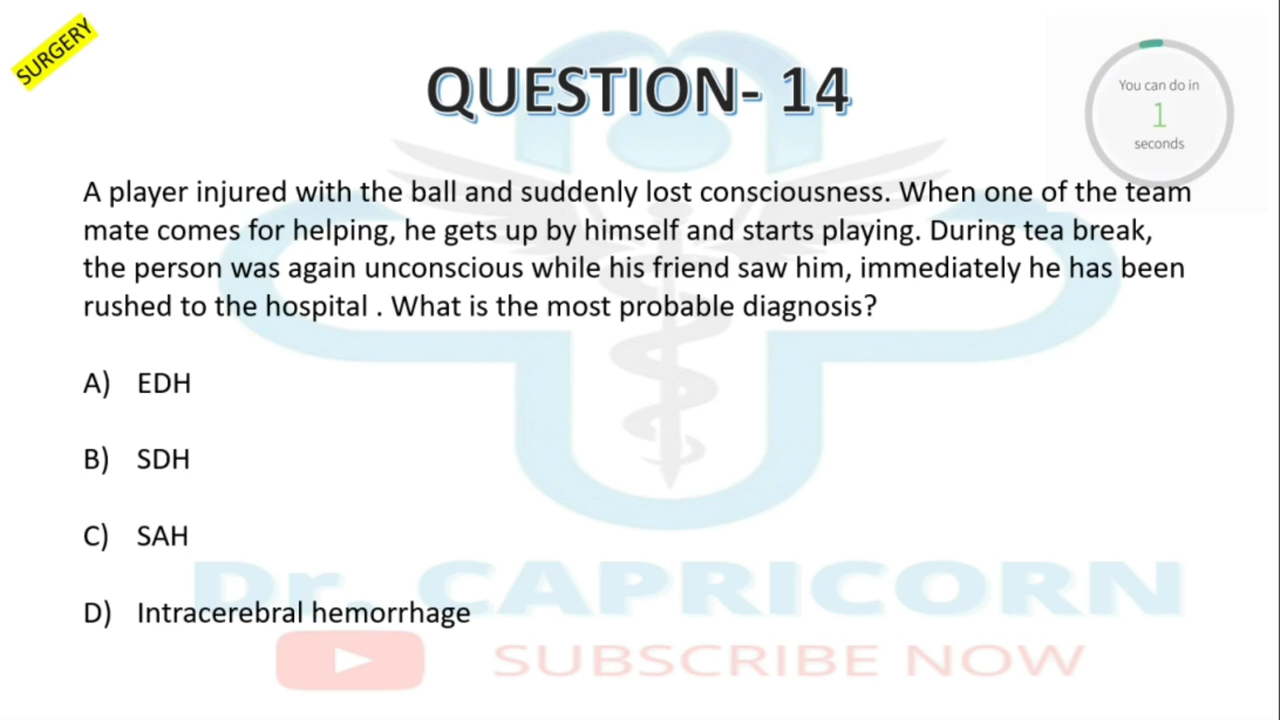 SURGERY
QUESTION- 14
You can do in
1
seconds
A player injured with the ball and suddenly lost consciousness. When one of the team
mate comes for helping, he gets up by himself and starts playing. During tea break,
the person was again unconscious while his friend saw him, immediately he has been
rushed to the hospital . What is the most probable diagnosis?
A) EDH
B) SDH
C) SAH
D) Intracerebral hemorrhage
Dr. CAPRICORN
SUBSCRIBE NOW